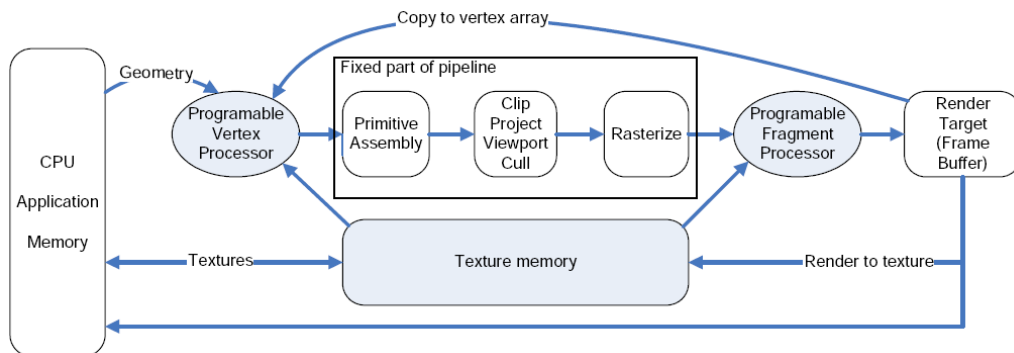 Copy to vertex array
Geometry
Fixed part of pipeline
CPU
Application
Memory
Programable
Vertex
Processor
Primitive
Assembly
Clip
Project
Viewport
Cull
Rasterize
Programable
Fragment
Processor
Render
Target
(Frame
Buffer)
Textures
Texture memory
Render to texture